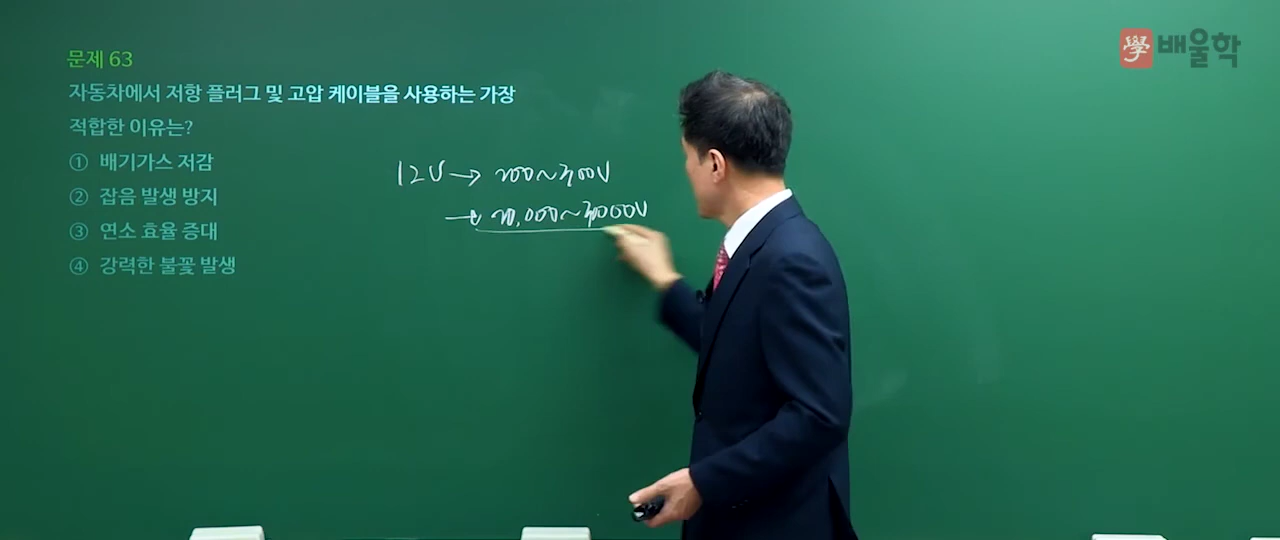 문제 63
자동차에서 저항 플러그 및 고압 케이블을 사용하는 가장
적합한 이유는?
① 배기가스 저감
② 잡음 발생 방지
③ 연소 효율 증대
④ 강력한 불꽃 발생
12V → 200~300V
→ 20,000~30000V
學 배울학